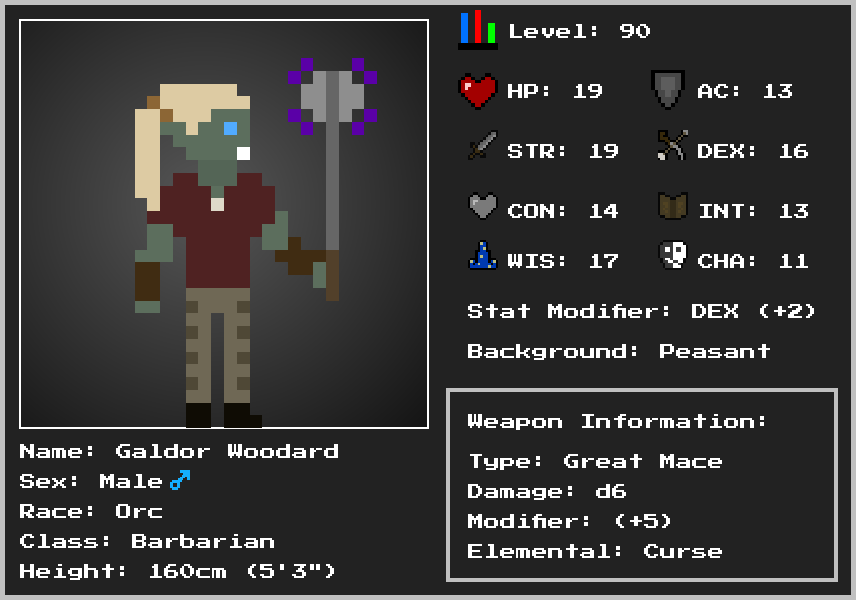 Level: 90
HP: 19 AC: 13
STR: 19 DEX: 16
CON: 14 INT: 13
WIS: 17 CHA: 11
Stat Modifier: DEX (+2)
Background: Peasant
Weapon Information:
Type: Great Mace
Damage: d6
Modifier: (+5)
Elemental: Curse
Name: Galdor Woodard
Sex: Male ♂
Race: Orc
Class: Barbarian
Height: 160cm (5'3")